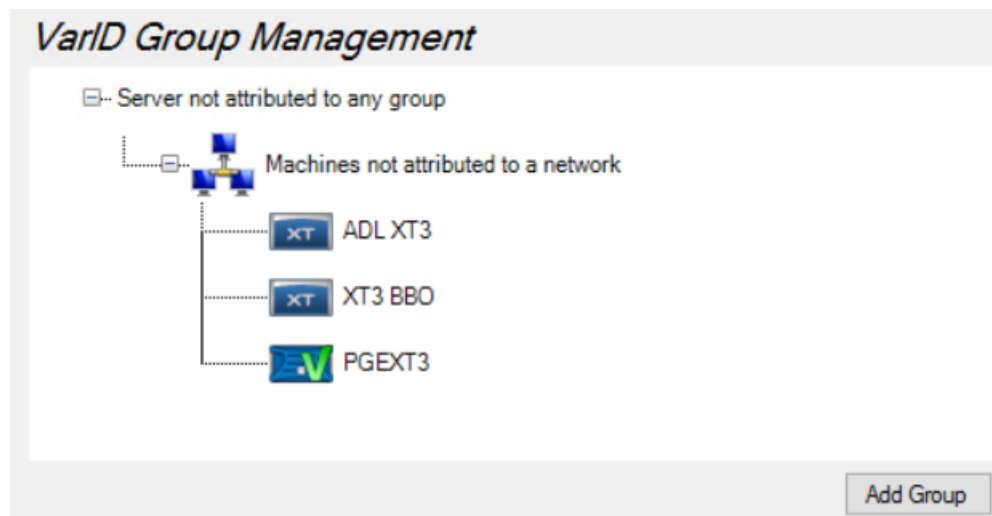 VarID Group Management
Server not attributed to any group
Machines not attributed to a network
XT ADL XT3
XT XT3 BBO
PGEXT3
Add Group